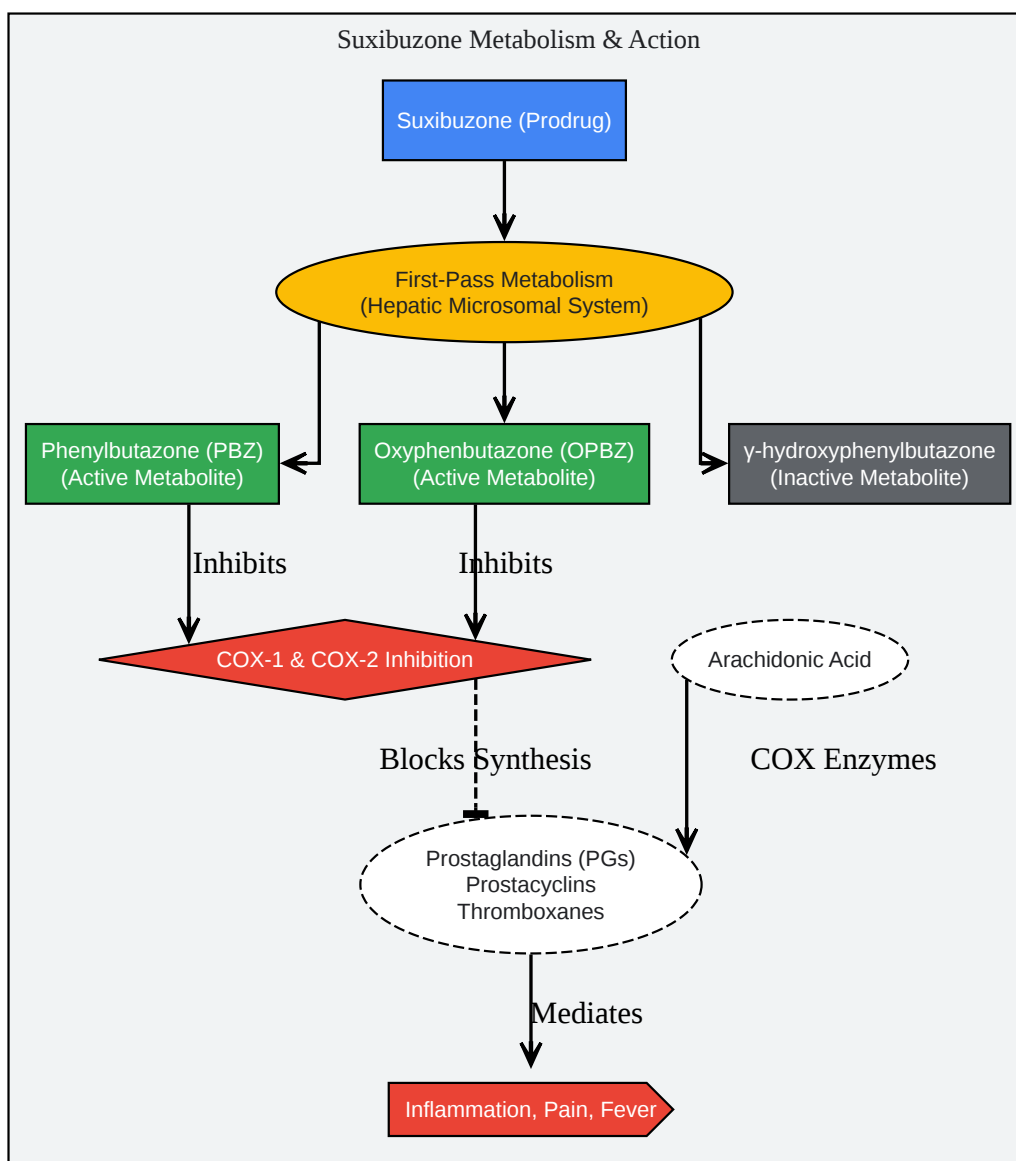 Suxibuzone Metabolism & Action
Suxibuzone (Prodrug)
First-Pass Metabolism
(Hepatic Microsomal System)
Phenylbutazone (PBZ)
(Active Metabolite)
Oxyphenbutazone (OPBZ)
(Active Metabolite)
γ-hydroxyphenylbutazone
(Inactive Metabolite)
Inhibits
Inhibits
COX-1 & COX-2 Inhibition
Arachidonic Acid
Blocks Synthesis
COX Enzymes
Prostaglandins (PGs)
Prostacyclins
Thromboxanes
Mediates
Inflammation, Pain, Fever